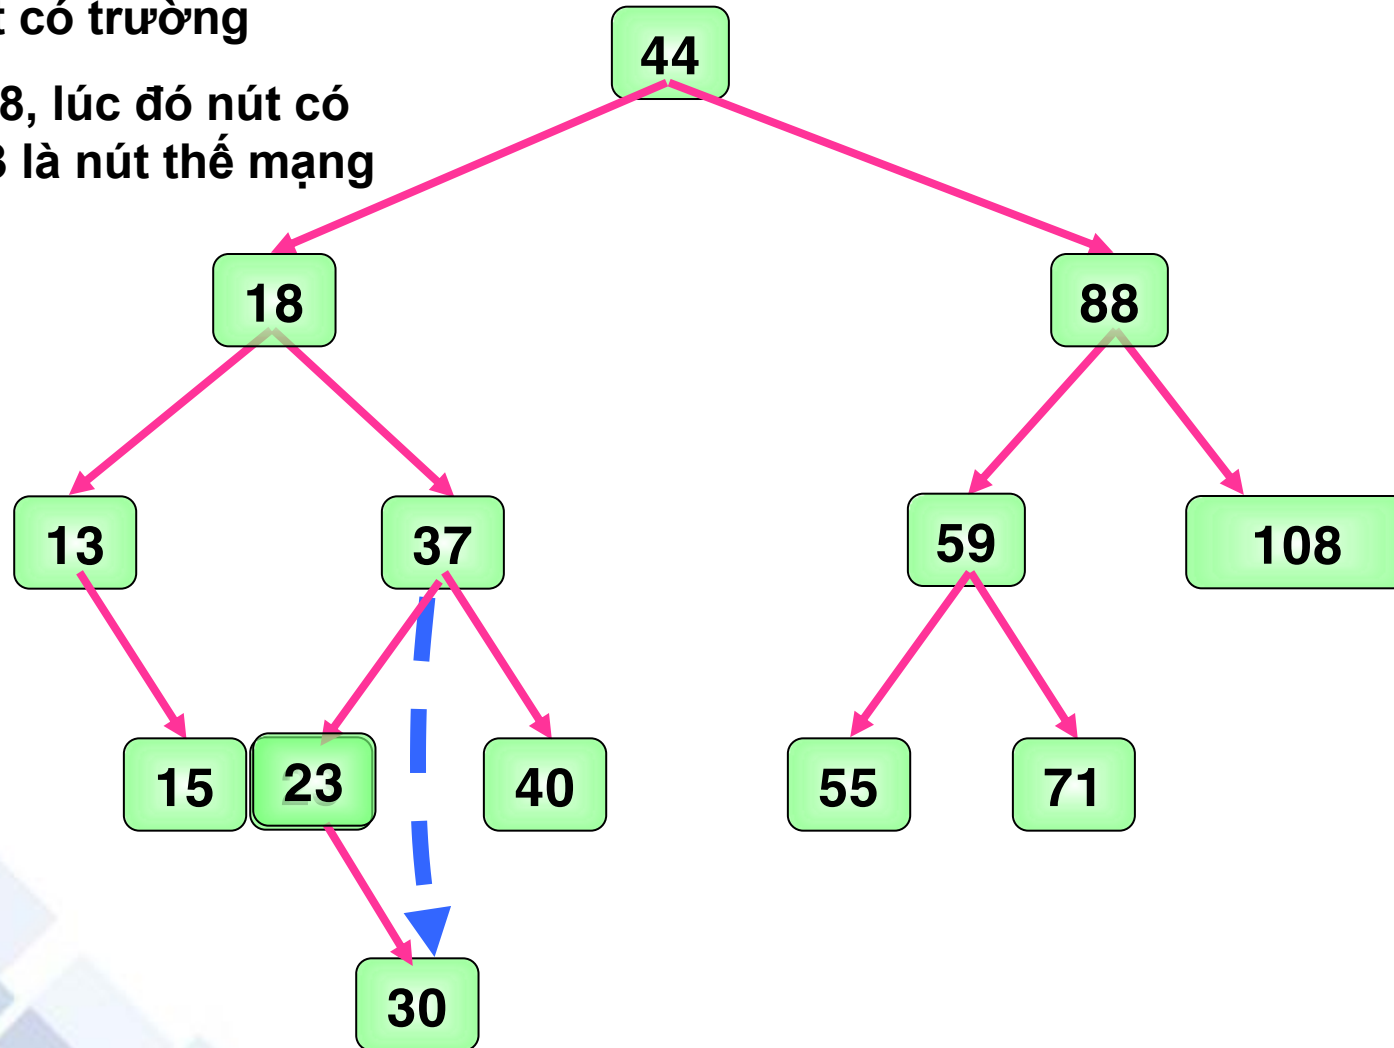 t có trường
8, lúc đó nút có
3 là nút thế mạng
44
18 88
13 37 59 108
15 23 40 55 71
30